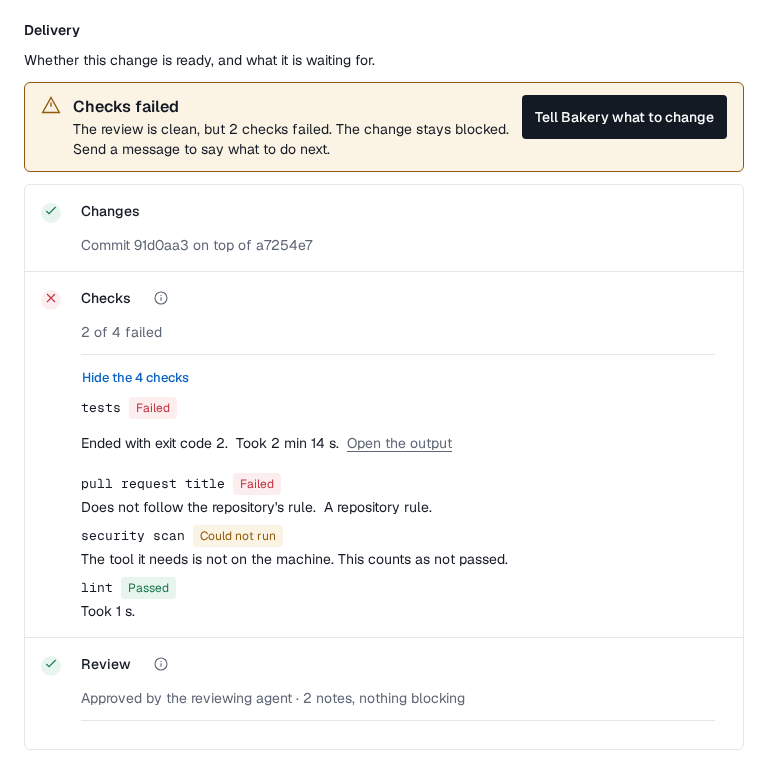 Delivery
Whether this change is ready, and what it is waiting for.
Checks failed
The review is clean, but 2 checks failed. The change stays blocked.
Send a message to say what to do next.
Tell Bakery what to change
Changes
Commit 91d0aa3 on top of a7254e7
Checks
2 of 4 failed
Hide the 4 checks
tests Failed
Ended with exit code 2. Took 2 min 14 s. Open the output
pull request title Failed
Does not follow the repository's rule. A repository rule.
security scan Could not run
The tool it needs is not on the machine. This counts as not passed.
lint Passed
Took 1 s.
Review
Approved by the reviewing agent · 2 notes, nothing blocking